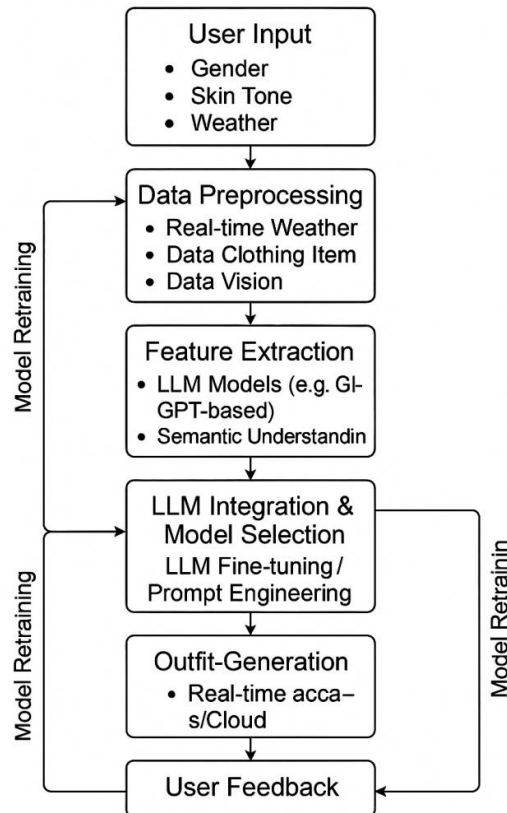 User Input
• Gender
• Skin Tone
• Weather
Data Preprocessing
• Real-time Weather
• Data Clothing Item
• Data Vision
Model Retraining
Feature Extraction
• LLM Models (e.g. Gl-
GPT-based)
• Semantic Understandin
LLM Integration &
Model Selection
LLM Fine-tuning /
Prompt Engineering
Model Retraining
Model Retrainin
Outfit-Generation
• Real-time acca–
s/Cloud
User Feedback